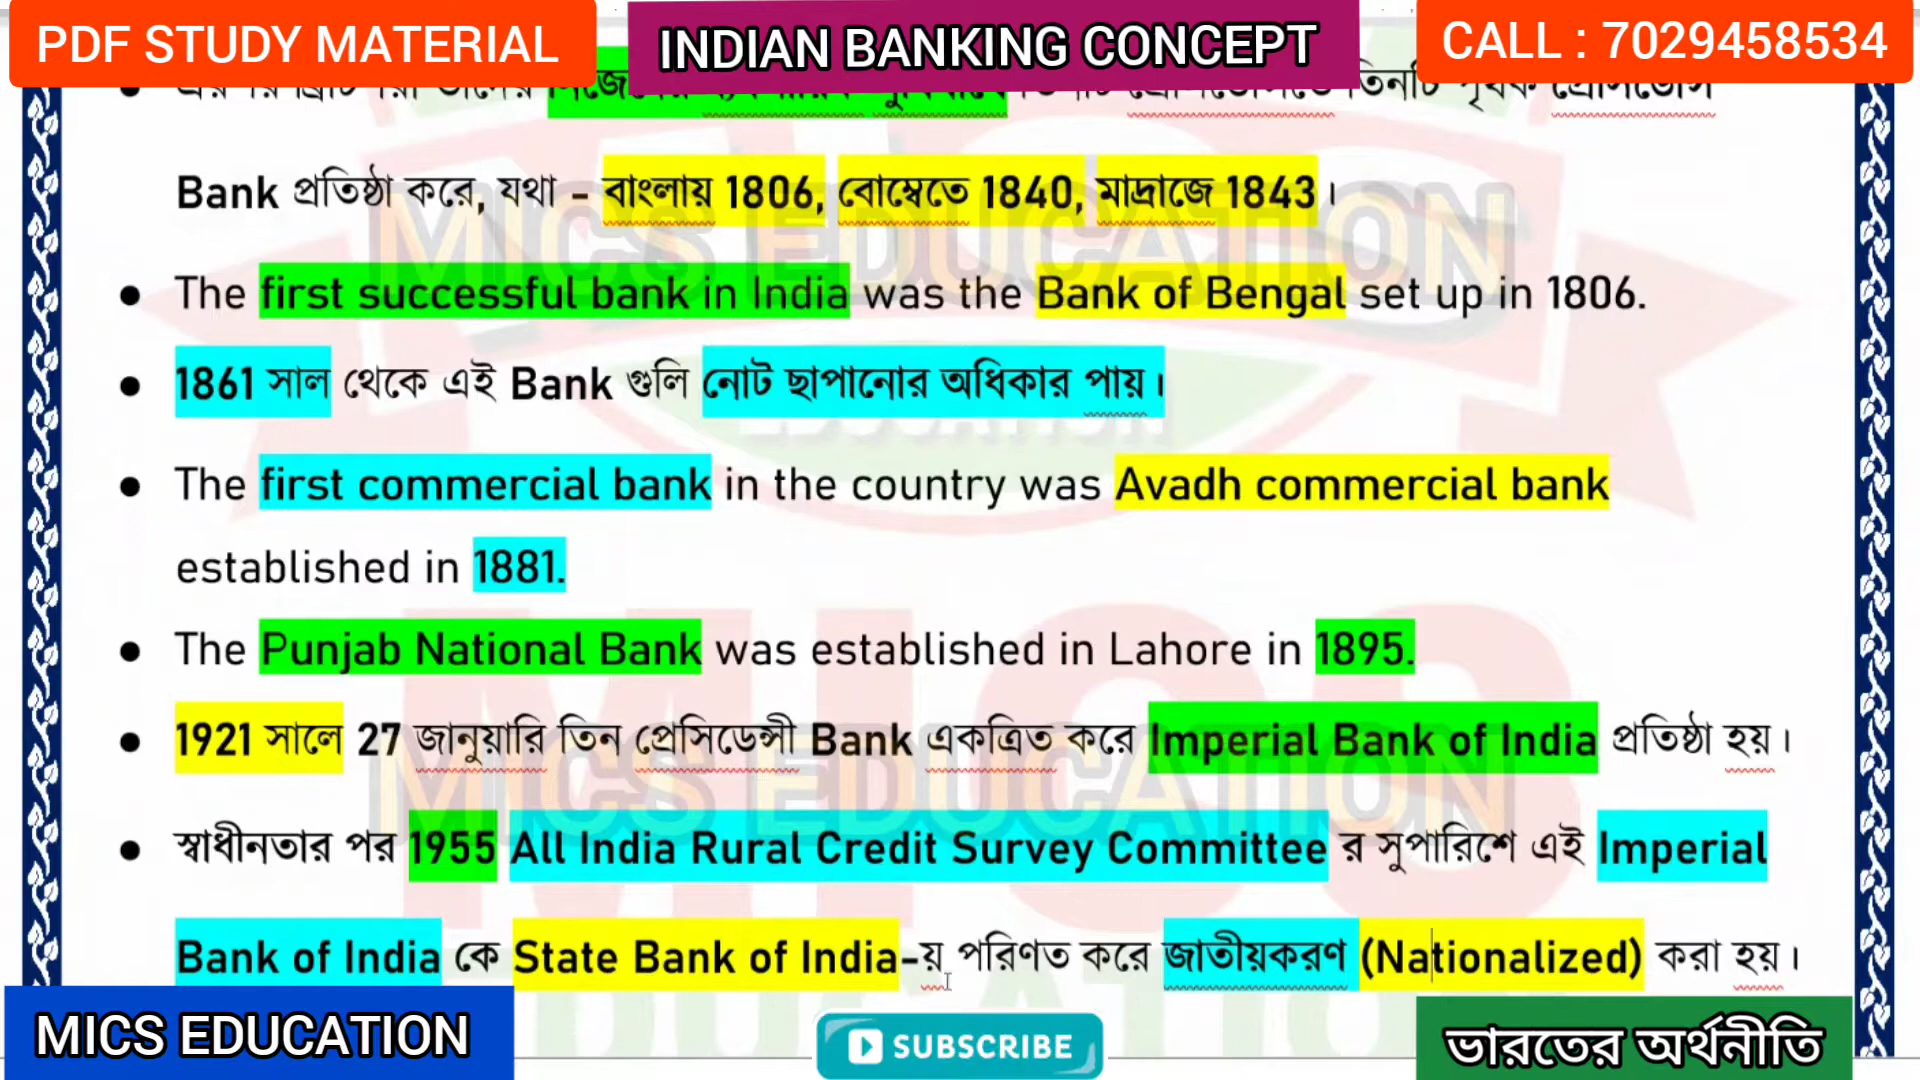 PDF STUDY MATERIAL
INDIAN BANKING CONCEPT
CALL : 7029458534
তিনটি পৃথক
Bank প্রতিষ্ঠা করে, যথা - বাংলায় 1806, বোম্বেতে 1840, মাদ্রাজে 1843।
● The first successful bank in India was the Bank of Bengal set up in 1806.
● 1861 সাল থেকে এই Bank গুলি নোট ছাপানোর অধিকার পায়।
● The first commercial bank in the country was Avadh commercial bank
established in 1881.
● The Punjab National Bank was established in Lahore in 1895.
● 1921 সালে 27 জানুয়ারি তিন প্রেসিডেন্সী Bank একত্রিত করে Imperial Bank of India প্রতিষ্ঠা হয়।
● স্বাধীনতার পর 1955 All India Rural Credit Survey Committee র সুপারিশে এই Imperial
Bank of India কে State Bank of India-য় পরিণত করে জাতীয়করণ (Nationalized) করা হয়।
MICS EDUCATION
SUBSCRIBE
ভারতের অর্থনীতি